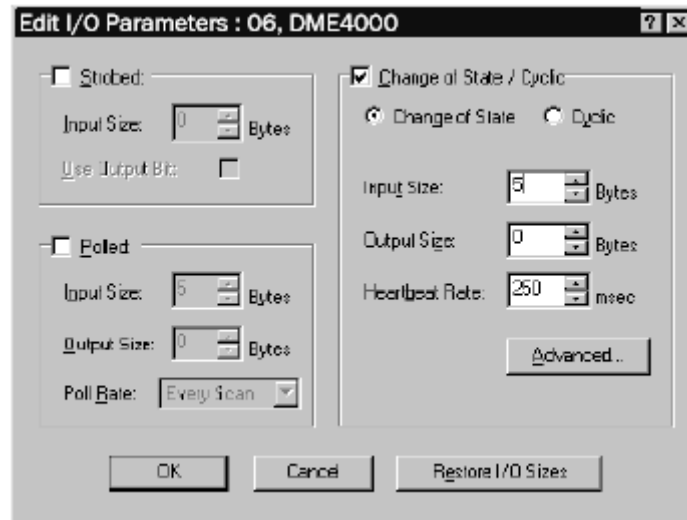 Edit I/O Parameters : 06, DME4000
Strobed:
Input Size: 0 Bytes
Use Output Bit:
Polled:
Input Size: 5 Bytes
Output Size: 0 Bytes
Poll Rate: Every Scan
Change of State / Cyclic
Change of State Cyclic
Input Size: 5 Bytes
Output Size: 0 Bytes
Heartbeat Rate: 250 msec
Advanced...
OK Cancel Restore I/O Sizes